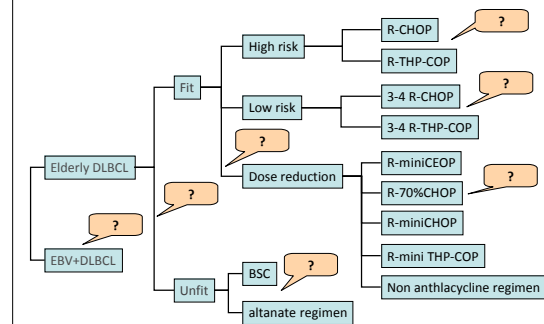 R-CHOP
?
High risk
R-THP-COP
Fit
3-4 R-CHOP
?
Low risk
3-4 R-THP-COP
?
R-miniCEOP
Elderly DLBCL
Dose reduction
R-70%CHOP
?
?
R-miniCHOP
?
EBV+DLBCL
R-mini THP-COP
BSC
?
Unfit
Non anthlacycline regimen
altanate regimen